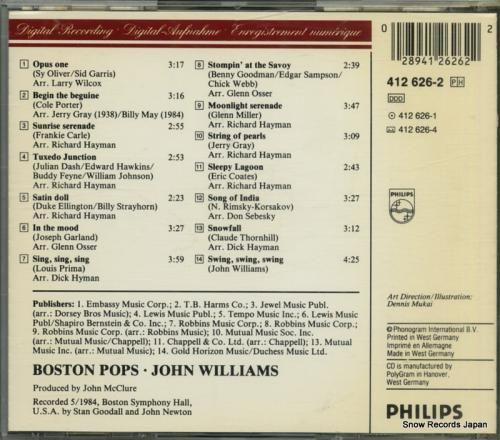 Digital Recording · Digital-Aufnahme · Enregistrement numérique
1 Opus one 3:17
(Sy Oliver/Sid Garris)
Arr. Larry Wilcox
2 Begin the beguine 3:16
(Cole Porter)
Arr. Jerry Gray (1938)/Billy May (1984)
3 Sunrise serenade 2:55
(Frankie Carle)
Arr. Richard Hayman
4 Tuxedo Junction 2:53
(Julian Dash/Edward Hawkins/
Buddy Feyne/William Johnson)
Arr. Richard Hayman
5 Satin doll 2:23
(Duke Ellington/Billy Strayhorn)
Arr. Richard Hayman
6 In the mood 3:27
(Joseph Garland)
Arr. Glenn Osser
7 Sing, sing, sing 3:59
(Louis Prima)
Arr. Dick Hyman
8 Stompin' at the Savoy 2:39
(Benny Goodman/Edgar Sampson/
Chick Webb)
Arr. Glenn Osser
9 Moonlight serenade 3:47
(Glenn Miller)
Arr. Richard Hayman
10 String of pearls 3:09
(Jerry Gray)
Arr. Richard Hayman
11 Sleepy Lagoon 2:43
(Eric Coates)
Arr. Richard Hayman
12 Song of India 3:27
(N. Rimsky-Korsakov)
Arr. Don Sebesky
13 Snowfall 3:12
(Claude Thornhill)
Arr. Dick Hayman
14 Swing, swing, swing 4:25
(John Williams)
Publishers: 1. Embassy Music Corp.; 2. T.B. Harms Co.; 3. Jewel Music Publ.
(arr.: Dorsey Bros Music); 4. Lewis Music Publ.; 5. Tempo Music Inc.; 6. Lewis Music
Publ/Shapiro Bernstein & Co. Inc.; 7. Robbins Music Corp.; 8. Robbins Music Corp.;
9. Robbins Music Corp. (arr.: Robbins Music); 10. Mutual Music Soc. Inc.
(arr.: Mutual Music/Chappell); 11. Chappell & Co. Ltd. (arr.: Chappell); 13. Mutual
Music Inc. (arr.: Mutual Music); 14. Gold Horizon Music/Duchess Music Ltd.
BOSTON POPS · JOHN WILLIAMS
Produced by John McClure
Recorded 5/1984, Boston Symphony Hall,
U.S.A. by Stan Goodall and John Newton
0 28941 26262 2
412 626-2 PH
DDD
412 626-1
412 626-4
PHILIPS
Art Direction/Illustration:
Dennis Mukai
© Phonogram International B.V.
Printed in West Germany
Imprimé en Allemagne
Made in West Germany
CD is manufactured by
PolyGram in Hanover,
West Germany
PHILIPS
Snow Records Japan
www.snowrecords.jp